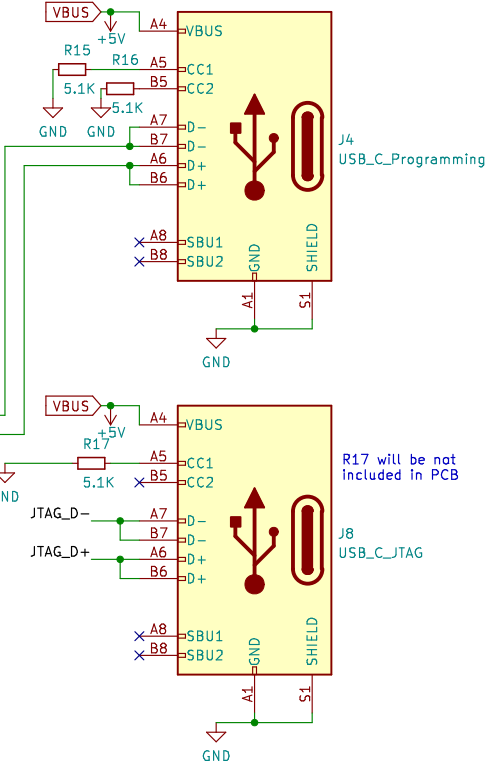 VBUS
A4
VBUS
+5V
R15
R16
A5
CC1
B5
CC2
5.1K
5.1K
GND
GND
A7
D-
B7
D-
A6
D+
B6
D+
J4
USB_C_Programming
A8
SBU1
B8
SBU2
GND
SHIELD
A1
S1
GND
VBUS
A4
VBUS
+5V
R17
A5
CC1
5.1K
B5
CC2
ND
R17 will be not
included in PCB
JTAG_D-
A7
D-
B7
D-
JTAG_D+
A6
D+
B6
D+
J8
USB_C_JTAG
A8
SBU1
B8
SBU2
GND
SHIELD
A1
S1
GND